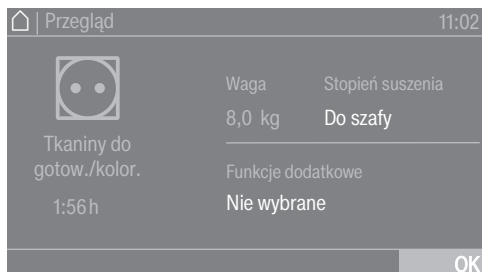 Przegląd 11:02
Waga Stopień suszenia
8,0 kg Do szafy
Tkaniny do
gotow./kolor.
1:56 h
Funkcje dodatkowe
Nie wybrane
OK